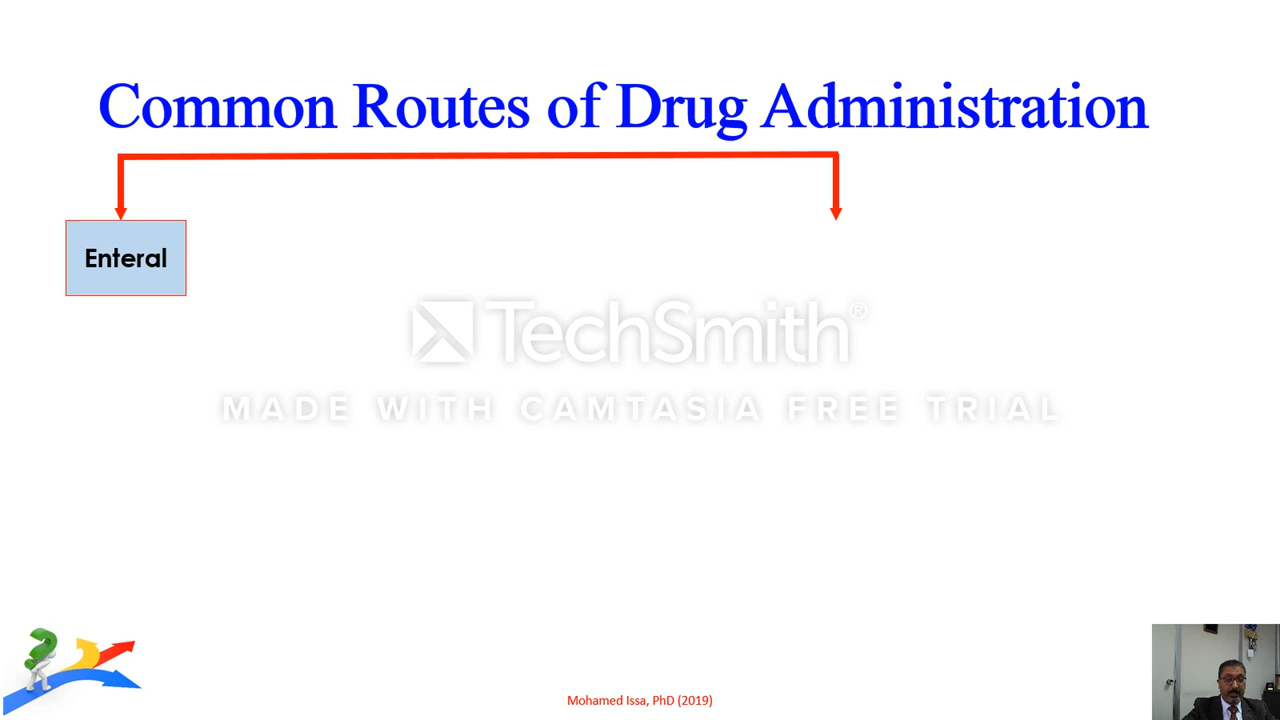 Common Routes of Drug Administration
Enteral
TechSmith®
MADE WITH CAMTASIA FREE TRIAL
Mohamed Issa, PhD (2019)